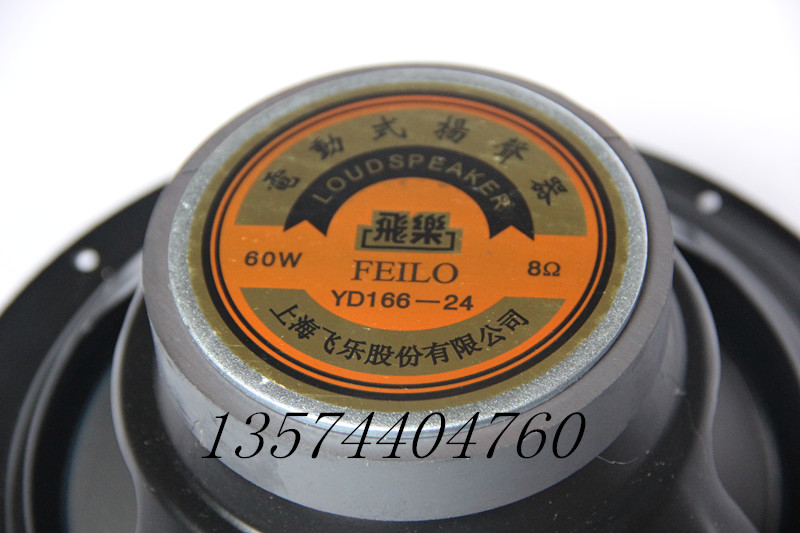 電動式揚聲器
LOUDSPEAKER
飛樂
60W
FEILO
8Ω
YD166—24
上海飞乐股份有限公司
13574404760